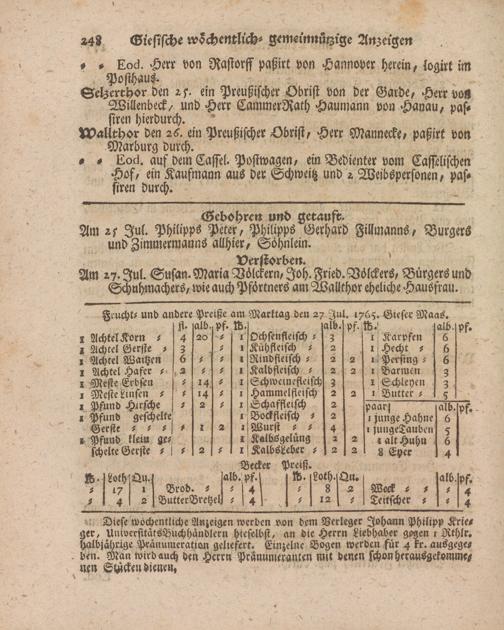 248 Giesische wöchentlich- gemeinnützige Anzeigen
= = Eod. Herr von Rastorff paßirt von Hannover herein, logirt im
Posthauß.
Selzerthor den 25. ein Preußischer Obrist von der Garde, Herr von
Willenbeck, und Herr CammerRath Haumann von Hanau, pas-
siren hierdurch.
Wallthor den 26. ein Preußischer Obrist, Herr Mannecke, paßirt von
Marburg durch.
= = Eod. auf dem Cassel. Postwagen, ein Bedienter vom Casselischen
Hof, ein Kaufmann aus der Schweitz und 2 Weibspersonen, pas-
siren durch.
Gebohren und getauft.
Am 25 Jul. Philipps Peter, Philipps Gerhard Fillmanns, Burgers
und Zimmermanns allhier, Söhnlein.
Verstorben.
Am 27. Jul. Susan. Maria Völckern, Joh. Fried. Völckers, Bürgers und
Schuhmachers, wie auch Pförtners am Wallthor eheliche Hausfrau.
Frucht- und andere Preiße am Marktag den 27 Jul. 1765. Gieser Maas.
fl. alb. pf. ℔. alb. pf. ℔. alb. pf.
1 Achtel Korn = 4 20 = 1 Ochsenfleisch 3 1 Karpfen 6
1 Achtel Gerste = 3 1 Kühfleisch 2 1 Hecht = 6
1 Achtel Waitzen 6 = = 1 Rindfleisch = 2 2 1 Persing = 6
1 Achtel Hafer = 2 = = 1 Kalbfleisch = 2 2 1 Barmen 3
1 Meste Erbsen = 14 = 1 Schweinefleisch 3 1 Schleyen 3
1 Meste Linsen = 14 = 1 Hammelfleisch 2 2 1 Butter = 5
1 Pfund Hirsche = 2 = 1 Schaffleisch 2 paar alb. pf.
1 Pfund geschelte 1 Bockfleisch = 2 1 junge Hahne 6
Gerste = = = 1 2 1 Wurst = = 4 1 jungeTauben 5
1 Pfund klein ge- 1 Kalbsgelüng 2 1 alt Huhn 6
schelte Gerste = 2 = 1 KalbsLeber = 2 2 8 Eyer 4
Becker Preiß.
℔. Loth Qu. alb. pf. ℔. Loth. Qu. alb. pf.
= 17 1 Brod. = = = 4 = 8 2 Weck = = = 4
= 4 2 ButterBretzel = 4 = 12 = Teitscher = = 4
Diese wöchentliche Anzeigen werden von dem Verleger Johann Philipp Krie-
ger, UniversitätsBuchhändlern hieselbst, an die Herrn Liebhaber gegen 1 Rthlr.
halbjährige Pränumeration geliefert. Einzelne Bogen werden für 4 kr. ausgege-
ben. Man wird auch den Herrn Pränumeranten mit denen schon herausgekomme-
nen Stücken dienen,